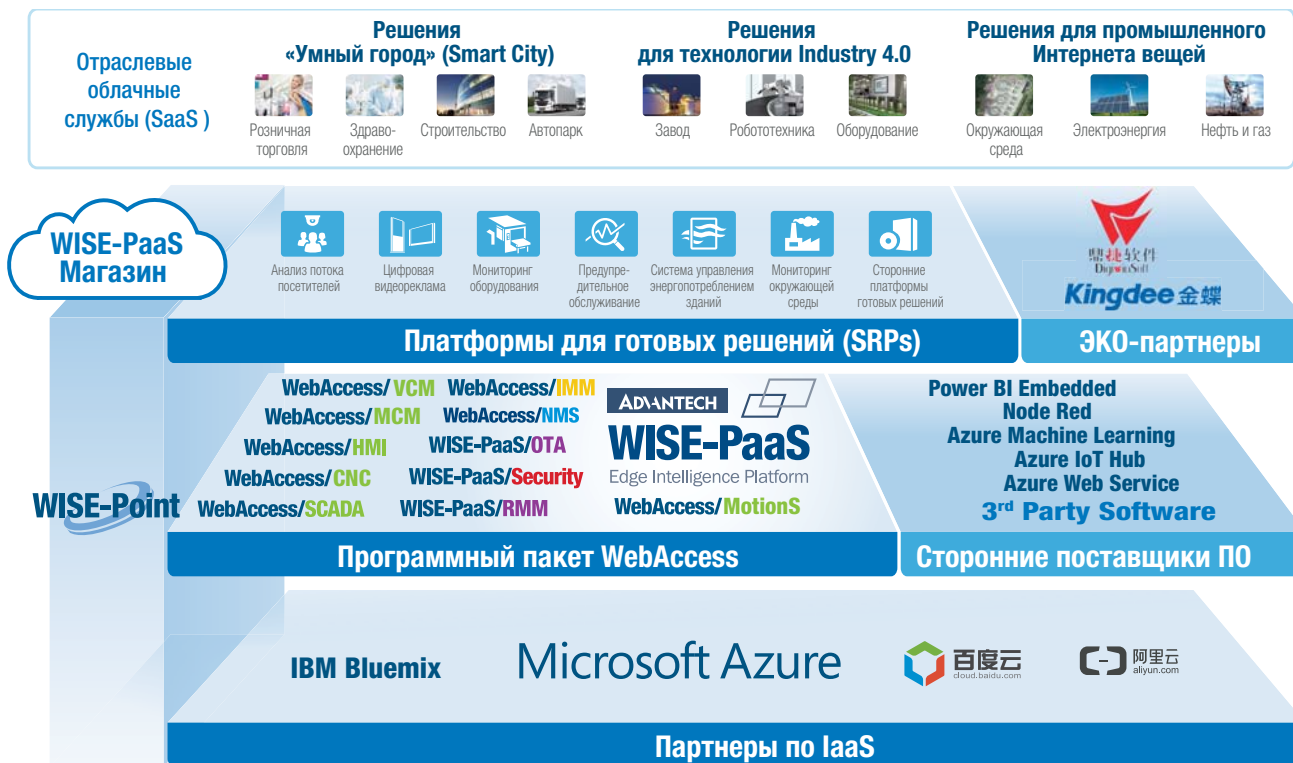 Отраслевые
облачные
службы (SaaS )
Решения
«Умный город» (Smart City)
Розничная
торговля
Здраво-
охранение
Строительство
Автопарк
Решения
для технологии Industry 4.0
Завод
Робототехника
Оборудование
Решения для промышленного
Интернета вещей
Окружающая
среда
Электроэнергия
Нефть и газ
WISE-PaaS
Магазин
Анализ потока
посетителей
Цифровая
видеореклама
Мониторинг
оборудования
Предупре-
дительное
обслуживание
Система управления
энергопотреблением
зданий
Мониторинг
окружающей
среды
Сторонние
платформы
готовых решений
鼎捷软件
DigiwinSoft
Kingdee 金蝶
Платформы для готовых решений (SRPs)
ЭКО-партнеры
WISE-Point
WebAccess/VCM
WebAccess/IMM
WebAccess/MCM
WebAccess/NMS
WebAccess/HMI
WISE-PaaS/OTA
WebAccess/CNC
WISE-PaaS/Security
WebAccess/SCADA
WISE-PaaS/RMM
ADVANTECH
WISE-PaaS
Edge Intelligence Platform
WebAccess/MotionS
Power BI Embedded
Node Red
Azure Machine Learning
Azure IoT Hub
Azure Web Service
3rd Party Software
Программный пакет WebAccess
Сторонние поставщики ПО
IBM Bluemix
Microsoft Azure
百度云
cloud.baidu.com
阿里云
aliyun.com
Партнеры по IaaS